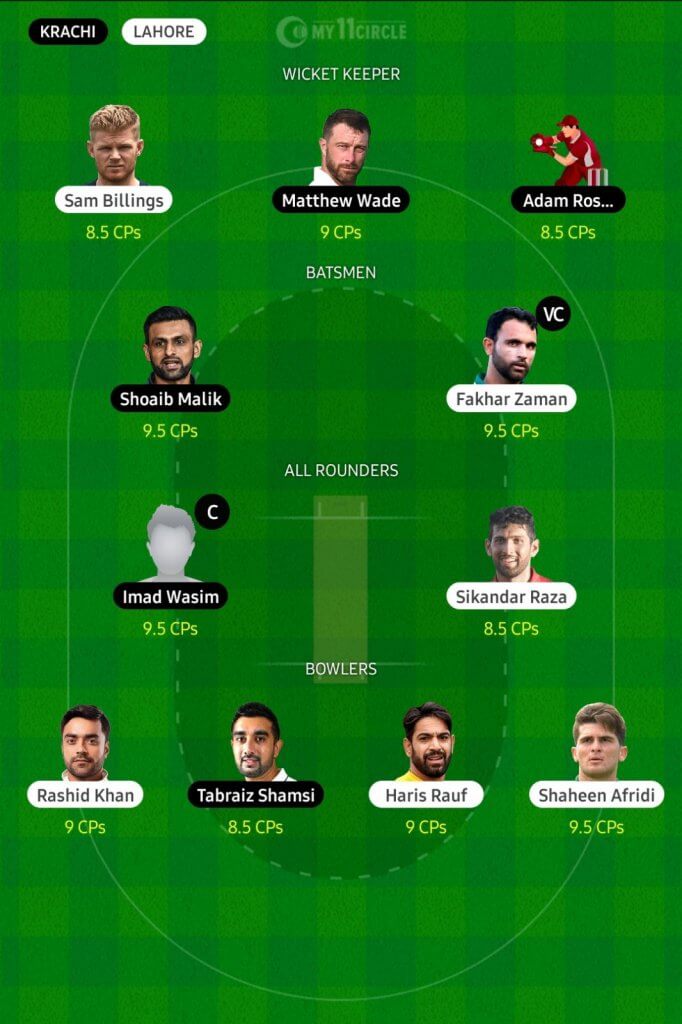 KRACHI LAHORE MY11CIRCLE
WICKET KEEPER
Sam Billings Matthew Wade Adam Ros...
8.5 CPs 9 CPs 8.5 CPs
BATSMEN
VC
Shoaib Malik Fakhar Zaman
9.5 CPs 9.5 CPs
ALL ROUNDERS
C
Imad Wasim Sikandar Raza
9.5 CPs 8.5 CPs
BOWLERS
Rashid Khan Tabraiz Shamsi Haris Rauf Shaheen Afridi
9 CPs 8.5 CPs 9 CPs 9.5 CPs